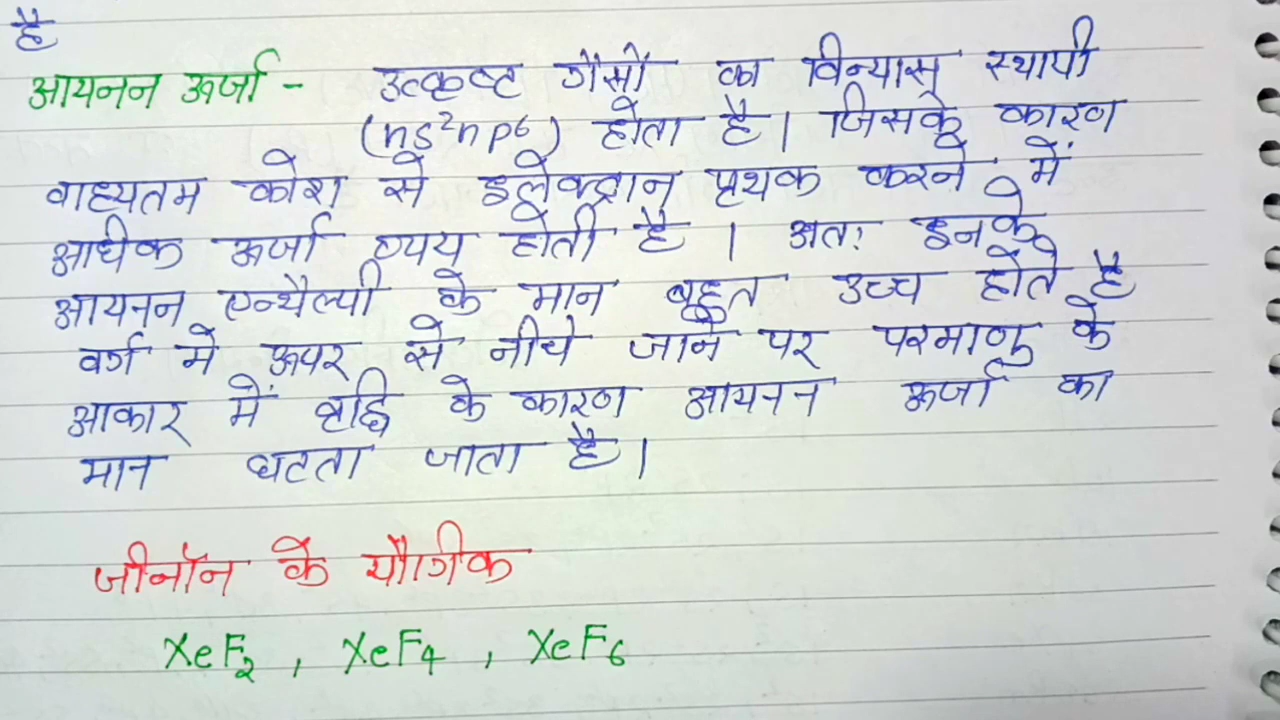 है
आयनन ऊर्जा - उत्कृष्ट गैसों का विन्यास स्थायी
(ns²np⁶) होता है। जिसके कारण
वाह्यतम कोश से इलेक्ट्रान पृथक करने में
आधीक ऊर्जा व्यय होती है । अतः इनके
आयनन एन्थैल्पी के मान बहुत उच्च होते है
वर्ग में ऊपर से नीचे जाने पर परमाणु के
आकार में वृद्धि के कारण आयनन ऊर्जा का
मान घटता जाता है।
जीनॉन के यौगीक
XeF₂ , XeF₄ , XeF₆